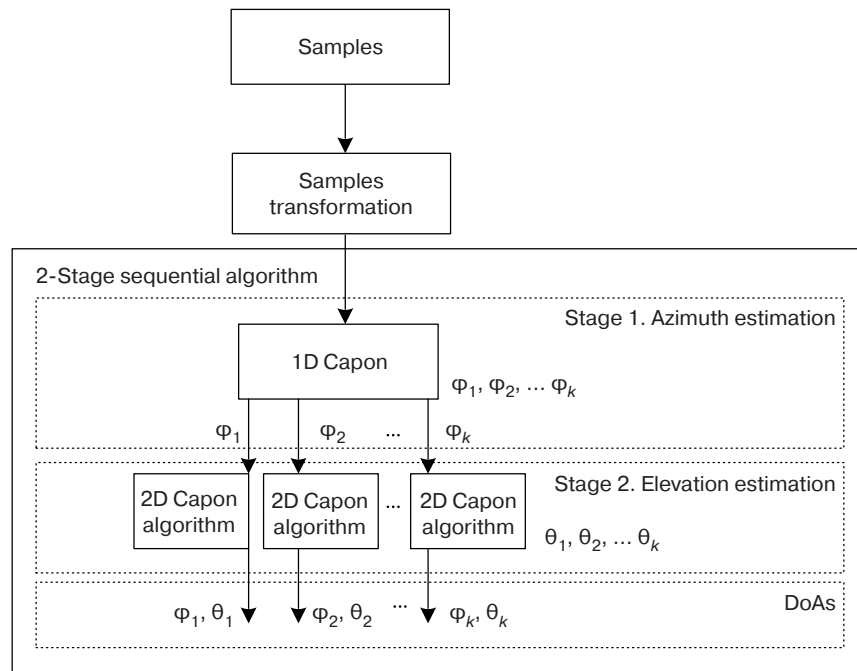 Samples
Samples
transformation
2-Stage sequential algorithm
Stage 1. Azimuth estimation
1D Capon
φ1, φ2, ... φk
φ1
φ2
...
φk
Stage 2. Elevation estimation
2D Capon
algorithm
2D Capon
algorithm
...
2D Capon
algorithm
θ1, θ2, ... θk
DoAs
φ1, θ1
φ2, θ2
...
φk, θk